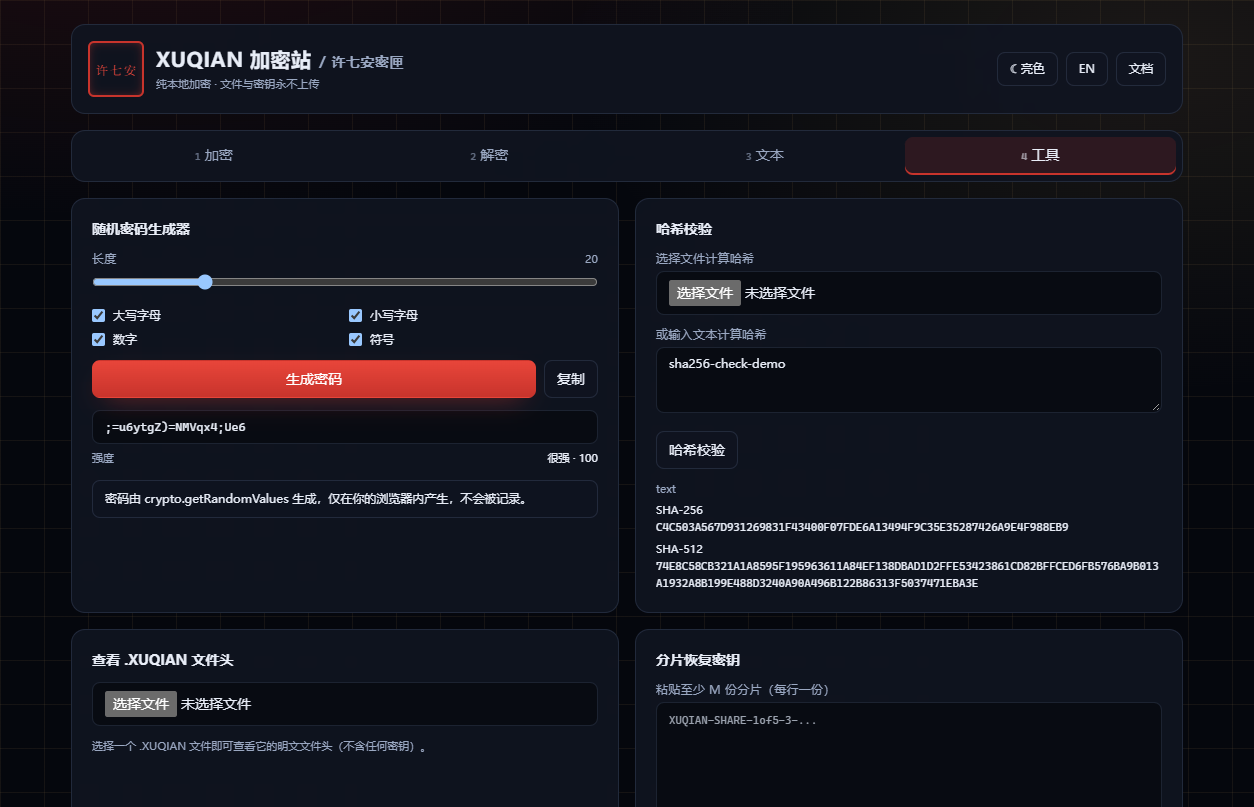 许七安
XUQIAN 加密站 / 许七安密匣
纯本地加密 · 文件与密钥永不上传
☾ 亮色
EN
文档
1 加密
2 解密
3 文本
4 工具
随机密码生成器
长度
20
大写字母
小写字母
数字
符号
生成密码
复制
;=u6ytgZ)=NMVqx4;Ue6
强度
很强 · 100
密码由 crypto.getRandomValues 生成，仅在你的浏览器内产生，不会被记录。
哈希校验
选择文件计算哈希
选择文件 未选择文件
或输入文本计算哈希
sha256-check-demo
哈希校验
text
SHA-256
C4C503A567D931269831F43400F07FDE6A13494F9C35E35287426A9E4F988EB9
SHA-512
74E8C58CB321A1A8595F195963611A84EF138DBAD1D2FFE53423861CD82BFFCED6FB576BA9B013
A1932A8B199E488D3240A90A496B122B86313F5037471EBA3E
查看 .XUQIAN 文件头
选择文件 未选择文件
选择一个 .XUQIAN 文件即可查看它的明文文件头（不含任何密钥）。
分片恢复密钥
粘贴至少 M 份分片（每行一份）
XUQIAN-SHARE-1of5-3-...